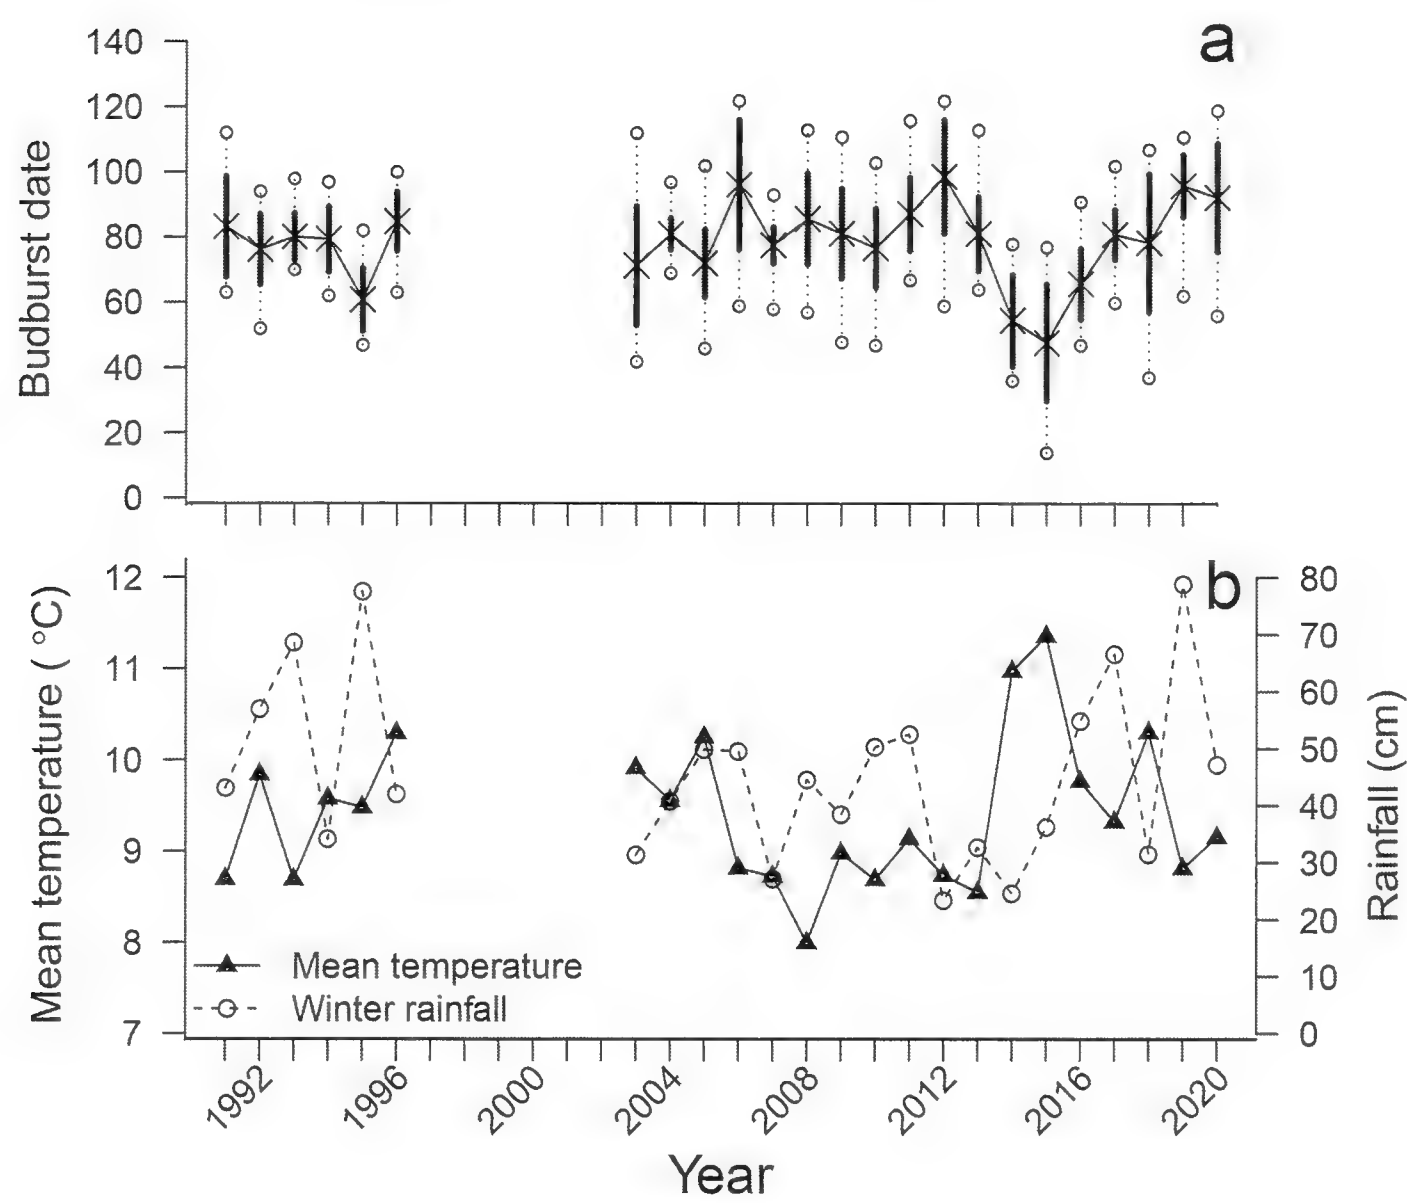 a
140
120
100
80
60
40
20
0
Budburst date
b
12
11
10
9
8
7
Mean temperature ( °C)
80
70
60
50
40
30
20
10
0
Rainfall (cm)
Mean temperature
Winter rainfall
1992 1996 2000 2004 2008 2012 2016 2020
Year